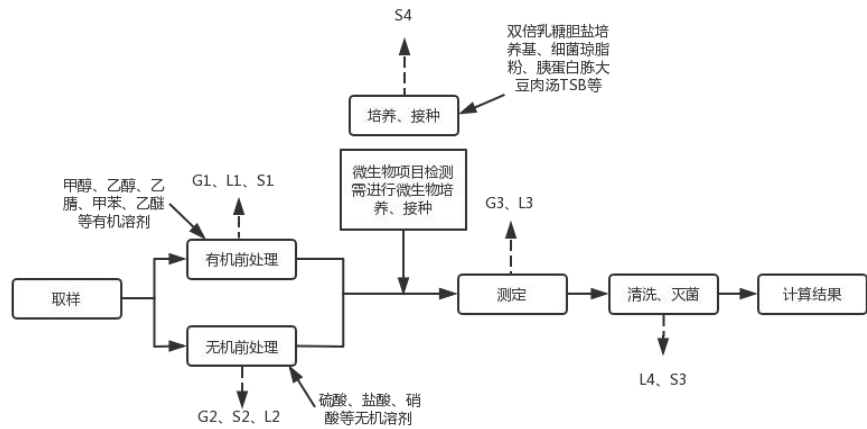 S4
双倍乳糖胆盐培
养基、细菌琼脂
粉、胰蛋白胨大
豆肉汤TSB等
培养、接种
微生物项目检测
需进行微生物培
养、接种
甲醇、乙醇、乙
腈、甲苯、乙醚
等有机溶剂
G1、L1、S1
G3、L3
有机前处理
取样
测定
清洗、灭菌
计算结果
无机前处理
L4、S3
G2、S2、L2
硫酸、盐酸、硝
酸等无机溶剂